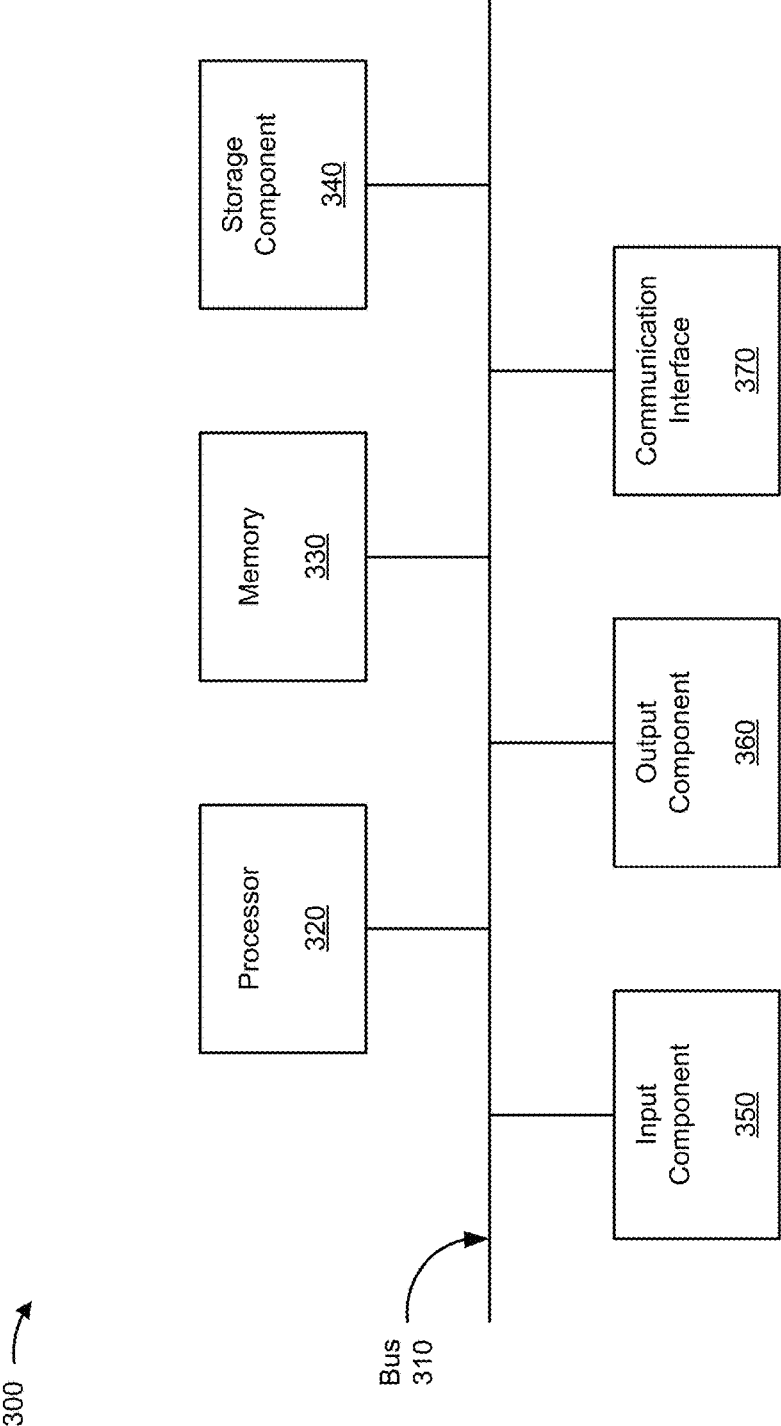 300
Bus
310
Processor
320
Memory
330
Storage
Component
340
Input
Component
350
Output
Component
360
Communication
Interface
370